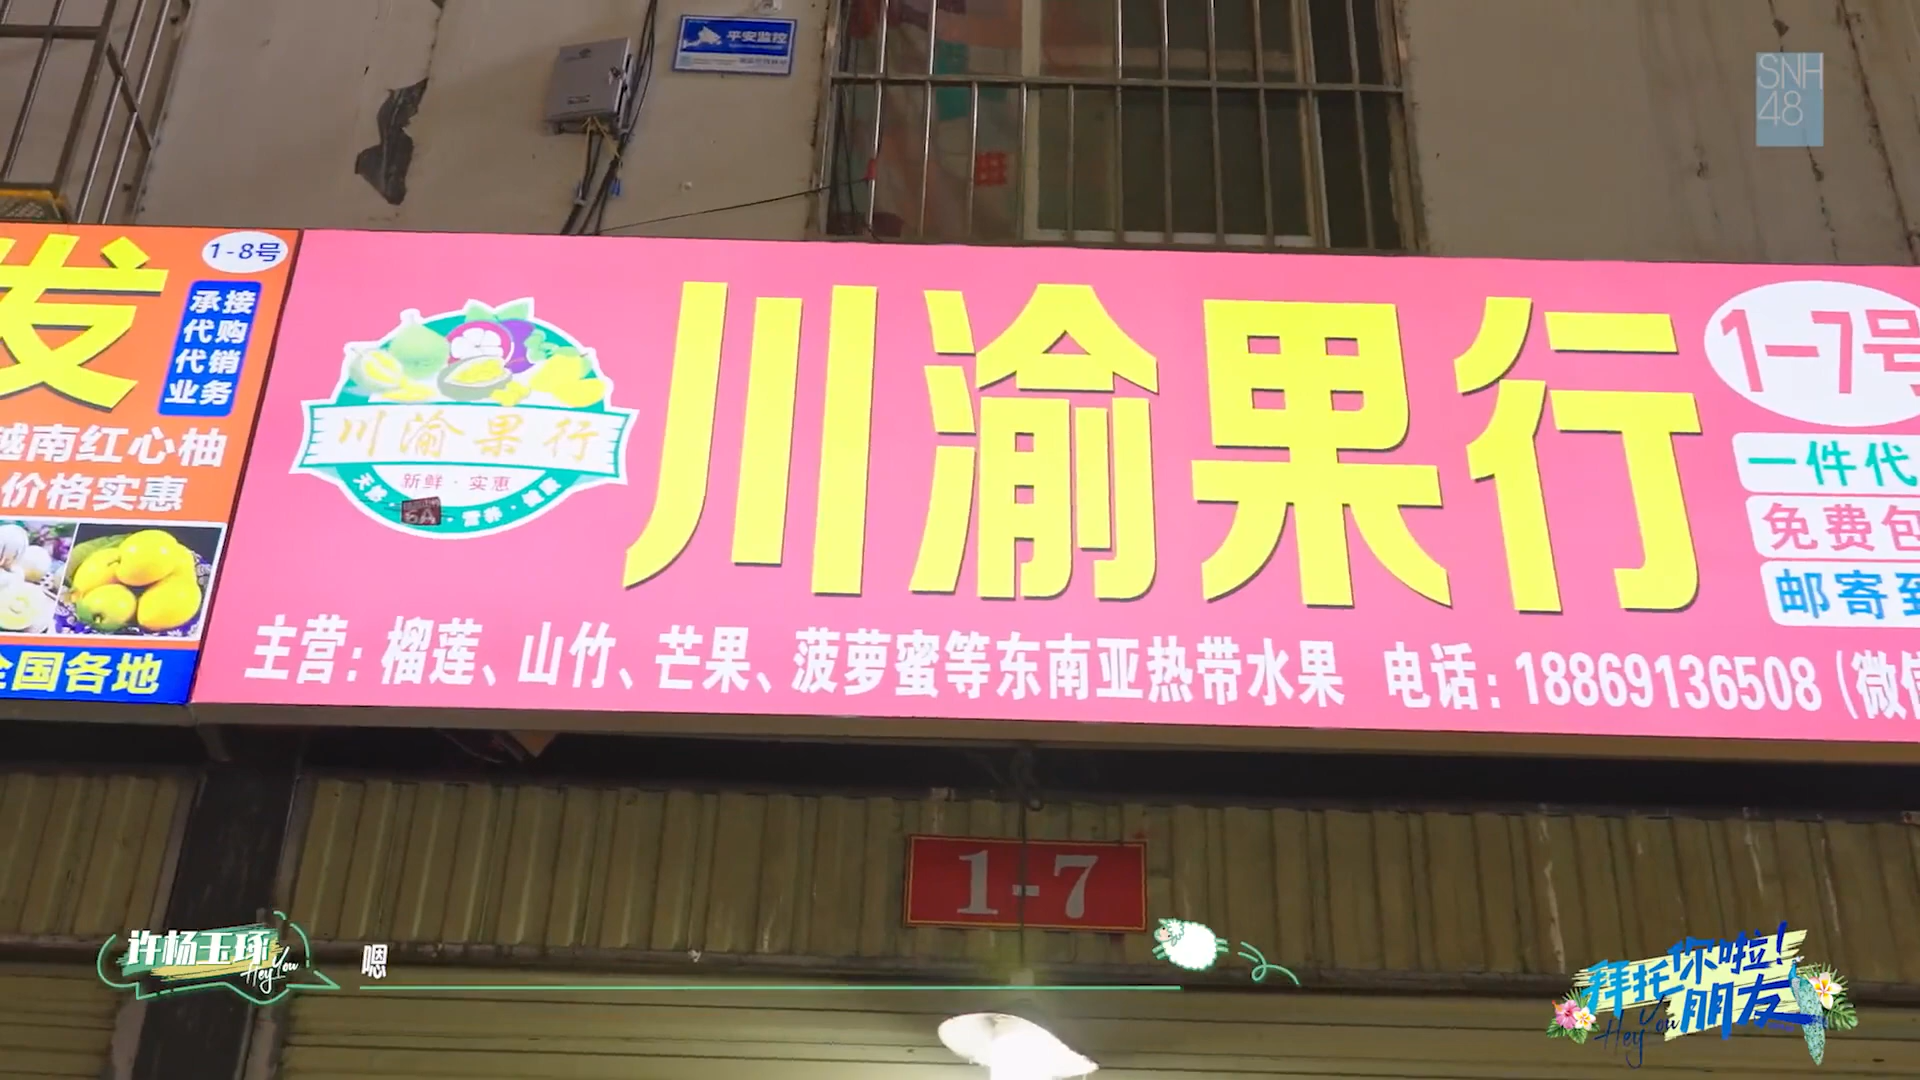 平安监控
SNH
48
发
1-8号
承接
代购
代销
业务
越南红心柚
价格实惠
全国各地
川渝果行
新鲜·实惠
川渝果行
1-7号
一件代
免费包
邮寄到
主营：榴莲、山竹、芒果、菠萝蜜等东南亚热带水果 电话：18869136508（微信
1-7
许杨玉琢
Hey You
嗯
拜托你啦！
朋友
Hey You